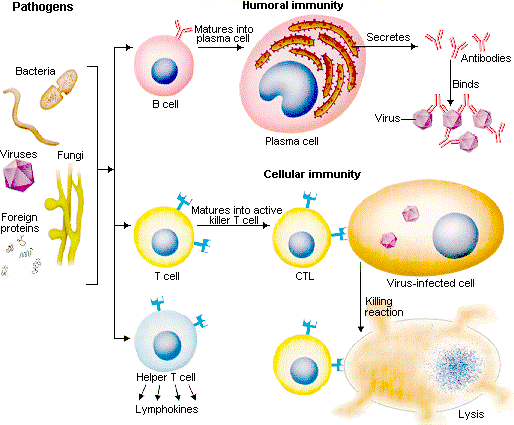 Pathogens
Bacteria
Viruses
Fungi
Foreign
proteins
Humoral immunity
B cell
Matures into
plasma cell
Plasma cell
Secretes
Antibodies
Binds
Virus
Cellular immunity
T cell
Matures into active
killer T cell
CTL
Virus-infected cell
Killing
reaction
Helper T cell
Lymphokines
Lysis